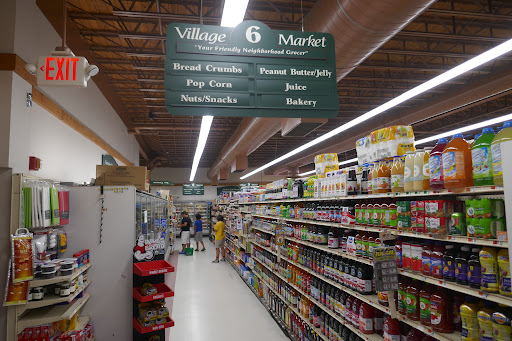 Village 6 Market
"Your Friendly Neighborhood Grocer"
Bread Crumbs Peanut Butter/Jelly
Pop Corn Juice
Nuts/Snacks Bakery
EXIT